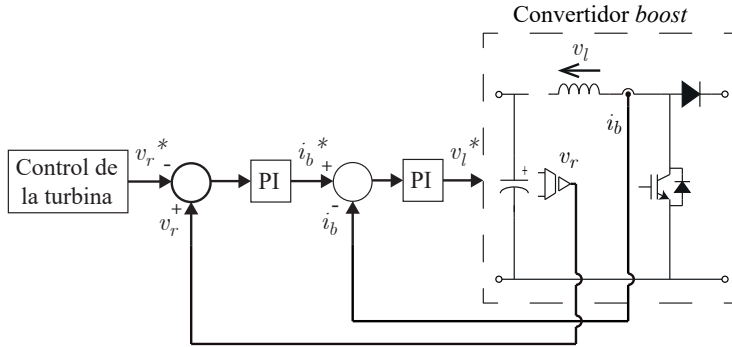 Convertidor boost
v_l
v_r* -
i_b* +
v_l*
i_b
v_r
+
Control de
la turbina
PI
PI
+
v_r
-
i_b